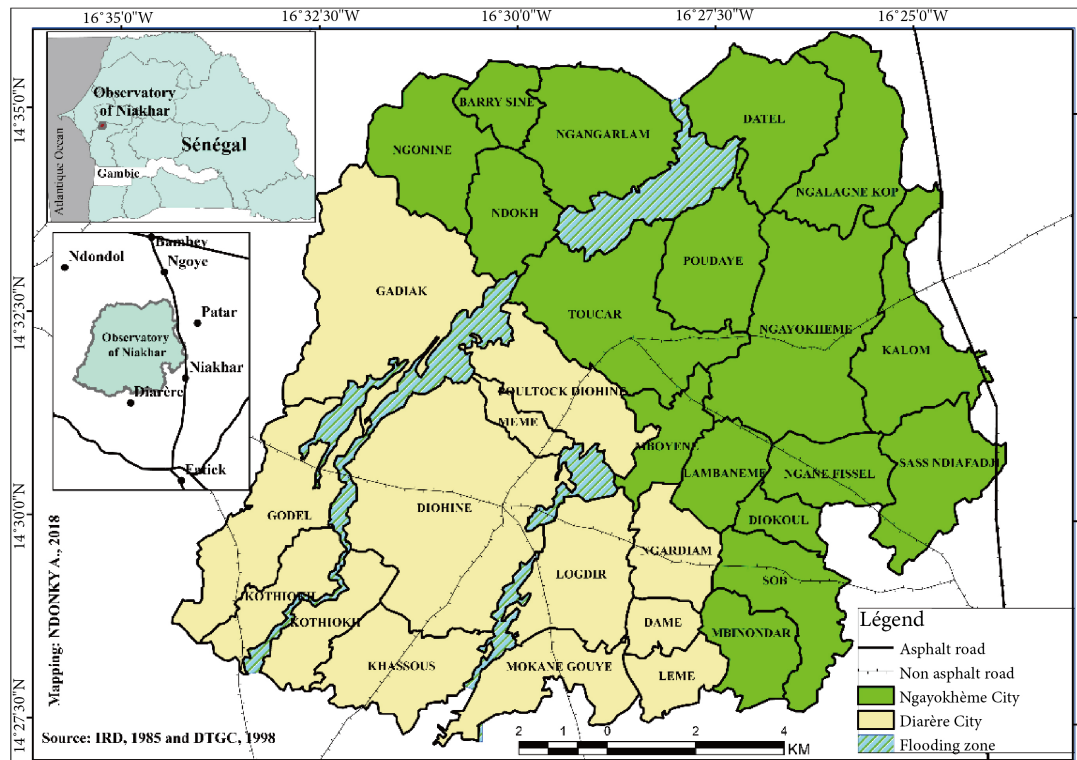 16°35'0"W
16°32'30"W
16°30'0"W
16°27'30"W
16°25'0"W
14°35'0"N
14°32'30"N
14°30'0"N
14°27'30"N
Observatory
of Niakhar
Sénégal
Gambie
Atlantique Ocean
Bambey
Ndondol
Ngoye
Patar
Observatory
of Niakhar
Niakhar
Diarère
Fatick
BARRY SINE
NGANGARLAM
DATEL
NGONINE
NGALAGNE KOP
NDOKH
POUDAYE
GADIAK
TOUCAR
NGAYOKHEME
KALOM
POULTOCK DIOHINE
MEME
MBOYENE
LAMBANEME
NGANE FISSEL
SASS NDIAFADJI
GODEL
DIOHINE
DIOKOUL
NGARDIAM
LOGDIR
SOB
KOTHIOKH
KOTHIOKH
DAME
MBINONDAR
KHASSOUS
MOKANE GOUYE
LEME
Mapping: NDONKY A., 2018
Source: IRD, 1985 and DTGC, 1998
2 1 0 2 4
KM
Légend
Asphalt road
Non asphalt road
Ngayokhème City
Diarère City
Flooding zone